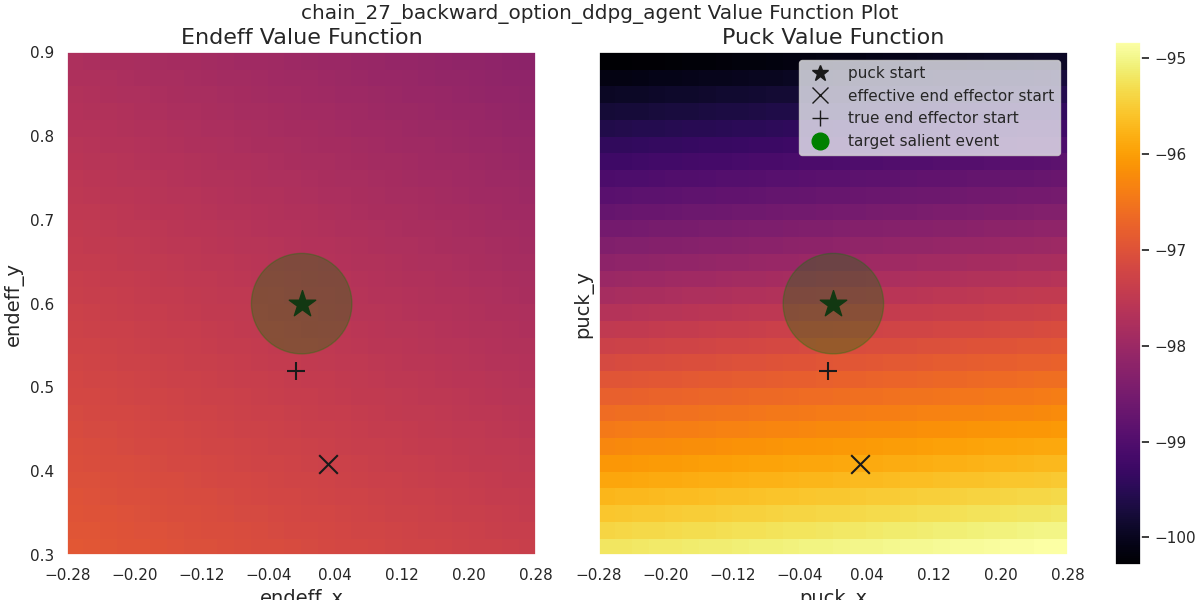 chain_27_backward_option_ddpg_agent Value Function Plot
Endeff Value Function
Puck Value Function
0.9
0.8
0.7
0.6
0.5
0.4
0.3
endeff_y
−0.28 −0.20 −0.12 −0.04 0.04 0.12 0.20 0.28
endeff_x
puck_y
puck start
effective end effector start
true end effector start
target salient event
−0.28 −0.20 −0.12 −0.04 0.04 0.12 0.20 0.28
puck_x
−95
−96
−97
−98
−99
−100